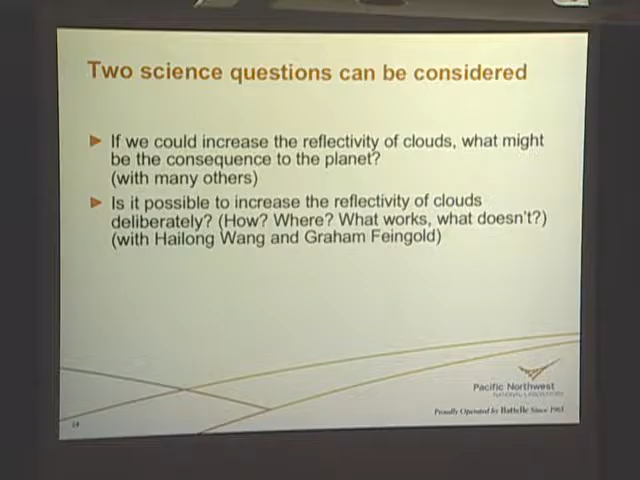 Two science questions can be considered
If we could increase the reflectivity of clouds, what might
be the consequence to the planet?
(with many others)
Is it possible to increase the reflectivity of clouds
deliberately? (How? Where? What works, what doesn't?)
(with Hailong Wang and Graham Feingold)
Pacific Northwest
NATIONAL LABORATORY
Proudly Operated by Battelle Since 1965
14